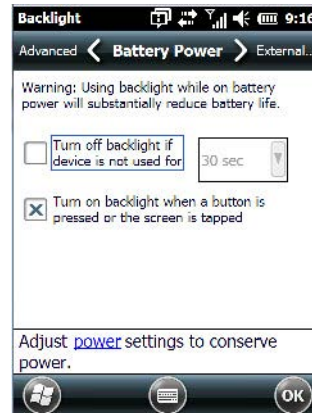 Backlight 9:16
Advanced Battery Power External...
Warning: Using backlight while on battery
power will substantially reduce battery life.
Turn off backlight if
device is not used for 30 sec
Turn on backlight when a button is
pressed or the screen is tapped
Adjust power settings to conserve
power.
OK